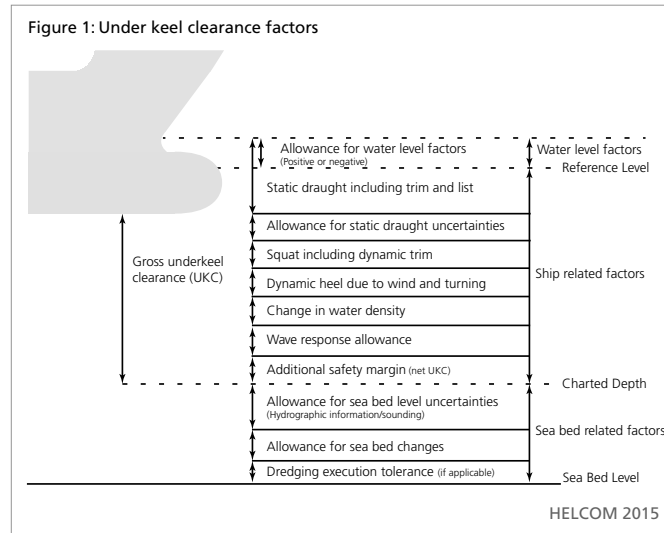 Figure 1: Under keel clearance factors
Allowance for water level factors
(Positive or negative)
Water level factors
Reference Level
Static draught including trim and list
Allowance for static draught uncertainties
Squat including dynamic trim
Gross underkeel
clearance (UKC)
Dynamic heel due to wind and turning
Ship related factors
Change in water density
Wave response allowance
Additional safety margin (net UKC)
Charted Depth
Allowance for sea bed level uncertainties
(Hydrographic information/sounding)
Sea bed related factors
Allowance for sea bed changes
Dredging execution tolerance (if applicable)
Sea Bed Level
HELCOM 2015